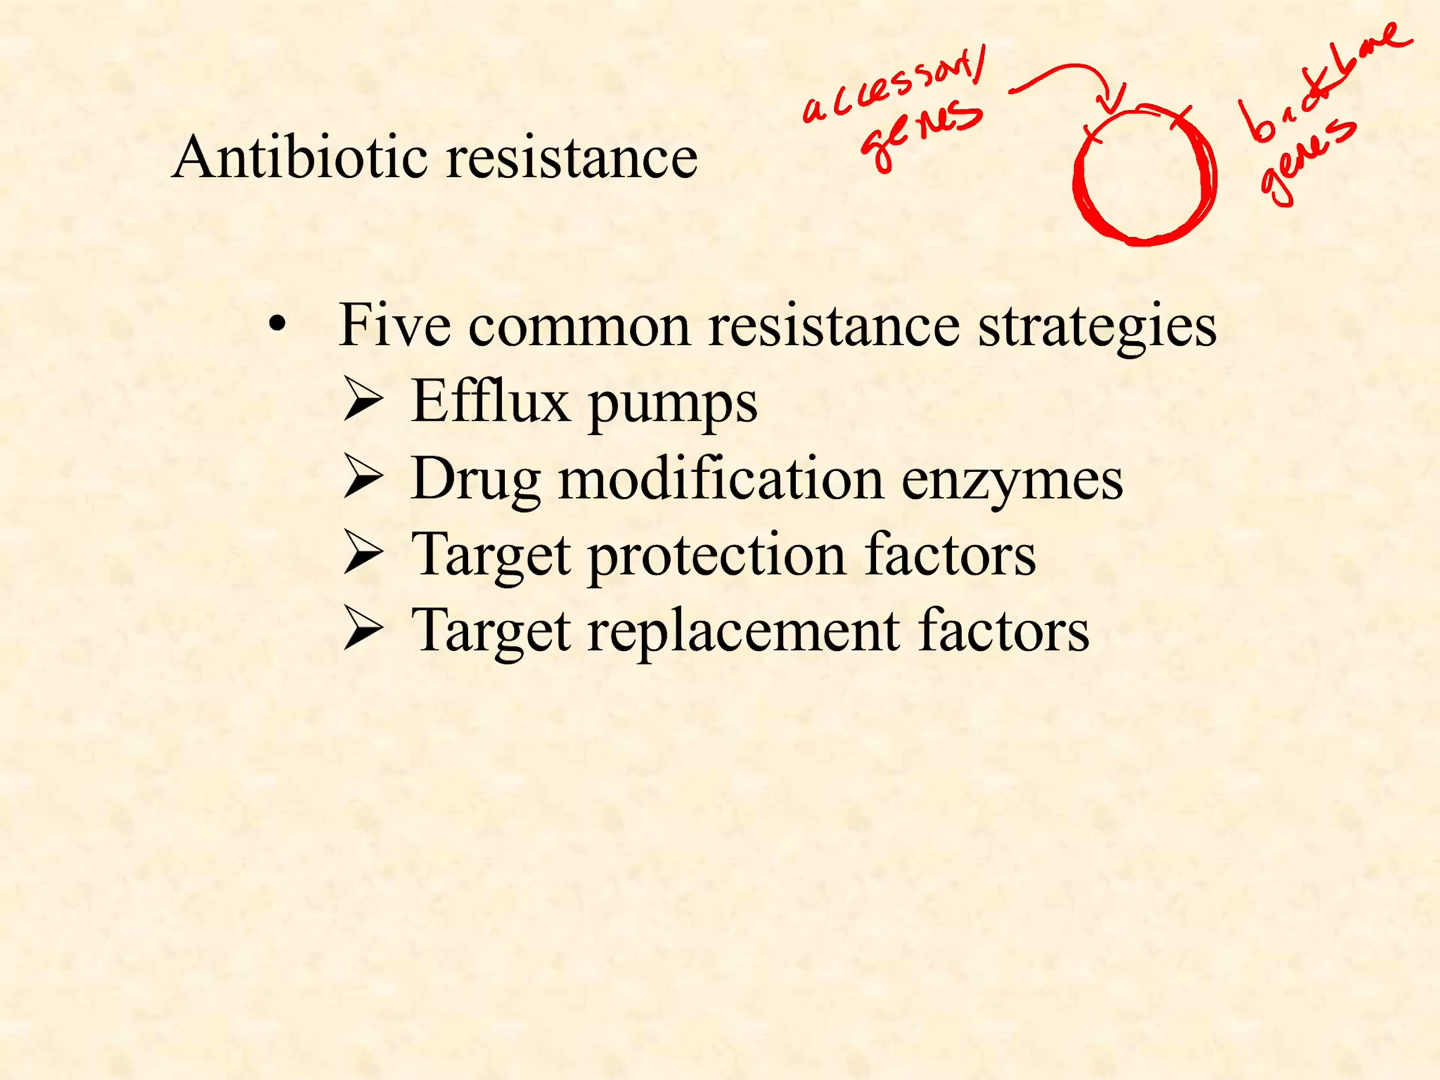 accessory
genes
backbone
genes
Antibiotic resistance
• Five common resistance strategies
➢ Efflux pumps
➢ Drug modification enzymes
➢ Target protection factors
➢ Target replacement factors